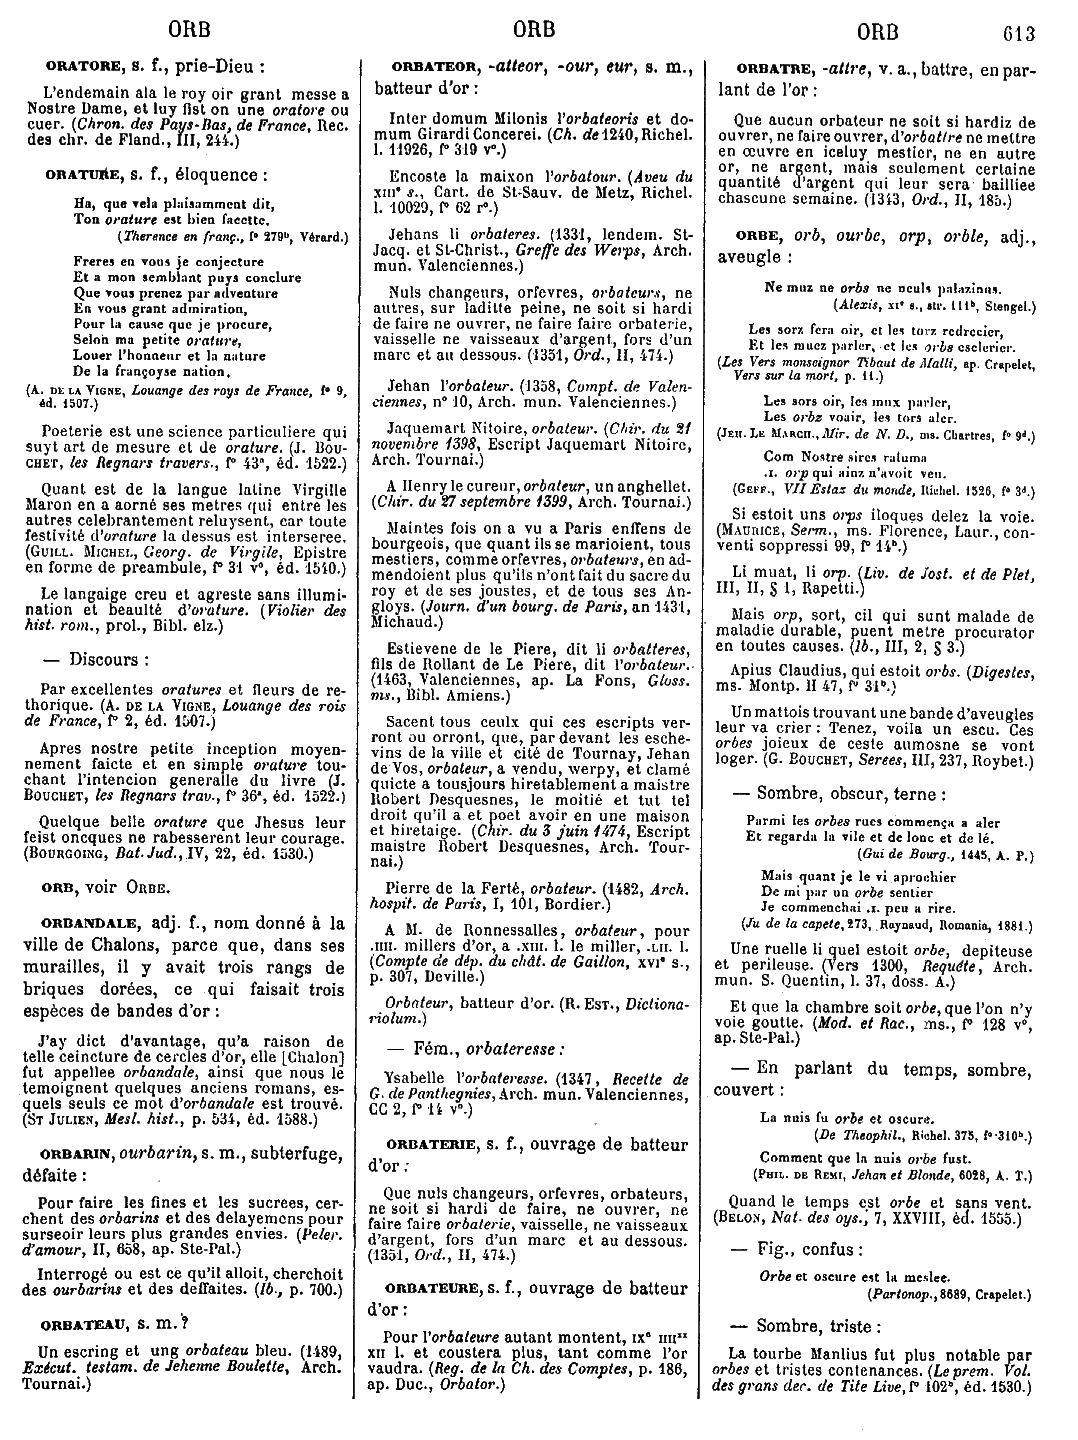 ORB
ORB
ORB 613
ORATORE, s. f., prie-Dieu :
L'endemain ala le roy oir grant messe a
Nostre Dame, et luy fist on une oratore ou
cuer. (Chron. des Pays-Bas, de France, Rec.
des chr. de Fland., III, 244.)
ORATURE, s. f., éloquence :
Ha, que vela plaisamment dit,
Ton orature est bien facette.
(Therence en franç., f° 279ᵇ, Vérard.)
Freres en vous je conjecture
Et a mon semblant puys conclure
Que vous prenez par adventure
En vous grant admiration,
Pour la cause que je procure,
Selon ma petite orature,
Louer l'honneur et la nature
De la françoyse nation.
(A. DE LA VIGNE, Louange des roys de France, f° 9,
éd. 1507.)
Poeterie est une science particuliere qui
suyt art de mesure et de orature. (J. BOU-
CHET, les Regnars travers., f° 43ᵃ, éd. 1522.)
Quant est de la langue latine Virgille
Maron en a aorné ses metres qui entre les
autres celebrantement reluysent, car toute
festivité d'orature la dessus est interseree.
(GUILL. MICHEL, Georg. de Virgile, Epistre
en forme de preambule, f° 31 v°, éd. 1540.)
Le langaige creu et agreste sans illumi-
nation et beaulté d'orature. (Violier des
hist. rom., prol., Bibl. elz.)
— Discours :
Par excellentes oratures et fleurs de re-
thorique. (A. DE LA VIGNE, Louange des rois
de France, f° 2, éd. 1507.)
Apres nostre petite inception moyen-
nement faicte et en simple orature tou-
chant l'intencion generalle du livre (J.
BOUCHET, les Regnars trav., f° 36ᵃ, éd. 1522.)
Quelque belle orature que Jhesus leur
feist oncques ne rabesserent leur courage.
(BOURGOING, Bat. Jud., IV, 22, éd. 1530.)
ORB, voir ORBE.
ORBANDALE, adj. f., nom donné à la
ville de Chalons, parce que, dans ses
murailles, il y avait trois rangs de
briques dorées, ce qui faisait trois
espèces de bandes d'or :
J'ay dict d'avantage, qu'a raison de
telle ceincture de cercles d'or, elle [Chalon]
fut appellee orbandale, ainsi que nous le
temoignent quelques anciens romans, es-
quels seuls ce mot d'orbandale est trouvé.
(ST JULIEN, Mesl. hist., p. 534, éd. 1588.)
ORBARIN, ourbarin, s. m., subterfuge,
défaite :
Pour faire les fines et les sucrees, cer-
chent des orbarins et des delayemens pour
surseoir leurs plus grandes envies. (Peler.
d'amour, II, 658, ap. Ste-Pal.)
Interrogé ou est ce qu'il alloit, cherchoit
des ourbarins et des deffaites. (Ib., p. 700.)
ORBATEAU, s. m. ?
Un escring et ung orbateau bleu. (1489,
Exécut. testam. de Jehenne Boulette, Arch.
Tournai.)
ORBATEOR, -atteor, -our, eur, s. m.,
batteur d'or :
Inter domum Milonis l'orbateoris et do-
mum Girardi Concerei. (Ch. de 1240, Richel.
l. 11926, f° 319 v°.)
Encoste la maixon l'orbatour. (Aveu du
XIIIᵉ s., Cart. de St-Sauv. de Metz, Richel.
l. 10029, f° 62 r°.)
Jehans li orbateres. (1331, lendem. St-
Jacq. et St-Christ., Greffe des Werps, Arch.
mun. Valenciennes.)
Nuls changeurs, orfevres, orbateurs, ne
autres, sur laditte peine, ne soit si hardi
de faire ne ouvrer, ne faire faire orbaterie,
vaisselle ne vaisseaux d'argent, fors d'un
marc et au dessous. (1351, Ord., II, 474.)
Jehan l'orbateur. (1358, Compt. de Valen-
ciennes, n° 10, Arch. mun. Valenciennes.)
Jaquemart Nitoire, orbateur. (Chir. du 21
novembre 1398, Escript Jaquemart Nitoire,
Arch. Tournai.)
A Henry le cureur, orbateur, un anghellet.
(Chir. du 27 septembre 1399, Arch. Tournai.)
Maintes fois on a vu a Paris enffens de
bourgeois, que quant ils se marioient, tous
mestiers, comme orfevres, orbateurs, en ad-
mendoient plus qu'ils n'ont fait du sacre du
roy et de ses joustes, et de tous ses An-
gloys. (Journ. d'un bourg. de Paris, an 1431,
Michaud.)
Estievene de le Piere, dit li orbatteres,
fils de Rollant de Le Piere, dit l'orbateur.
(1463, Valenciennes, ap. La Fons, Gloss.
ms., Bibl. Amiens.)
Sacent tous ceulx qui ces escripts ver-
ront ou orront, que, par devant les esche-
vins de la ville et cité de Tournay, Jehan
de Vos, orbateur, a vendu, werpy, et clamé
quicte a tousjours hiretablement a maistre
Robert Desquesnes, le moitié et tut tel
droit qu'il a et poet avoir en une maison
et hiretaige. (Chir. du 3 juin 1474, Escript
maistre Robert Desquesnes, Arch. Tour-
nai.)
Pierre de la Ferté, orbateur. (1482, Arch.
hospit. de Paris, I, 101, Bordier.)
A M. de Ronnessalles, orbateur, pour
.IIII. millers d'or, a .XIII. l. le miller, .LII. l.
(Compte de dép. du chât. de Gaillon, XVIᵉ s.,
p. 307, Deville.)
Orbateur, batteur d'or. (R. EST., Dictiona-
riolum.)
— Fém., orbateresse :
Ysabelle l'orbateresse. (1347, Recette de
G. de Panthegnies, Arch. mun. Valenciennes,
CC 2, f° 14 v°.)
ORBATERIE, s. f., ouvrage de batteur
d'or :
Que nuls changeurs, orfevres, orbateurs,
ne soit si hardi de faire, ne ouvrer, ne
faire faire orbaterie, vaisselle, ne vaisseaux
d'argent, fors d'un marc et au dessous.
(1351, Ord., II, 474.)
ORBATEURE, s. f., ouvrage de batteur
d'or :
Pour l'orbateure autant montent, IXᶜ IIIIˣˣ
XII l. et coustera plus, tant comme l'or
vaudra. (Reg. de la Ch. des Comptes, p. 186,
ap. Duc., Orbator.)
ORBATRE, -attre, v. a., battre, en par-
lant de l'or :
Que aucun orbateur ne soit si hardiz de
ouvrer, ne faire ouvrer, d'orbattre ne mettre
en œuvre en iceluy mestier, ne en autre
or, ne argent, mais seulement certaine
quantité d'argent qui leur sera bailliee
chascune semaine. (1343, Ord., II, 185.)
ORBE, orb, ourbe, orp, orble, adj.,
aveugle :
Ne muz ne orbs ne neuls palazinus.
(Alexis, XIᵉ s., str. 111ᵇ, Stengel.)
Les sorz fera oir, et les torz redrecier,
Et les muez parler, et les orbs esclerier.
(Les Vers monseignor Tibaut de Malli, ap. Crapelet,
Vers sur la mort, p. 11.)
Les sors oir, les mux parler,
Les orbz voair, les tors aler.
(JEH. LE MARCH., Mir. de N. D., ms. Chartres, f° 9ᵈ.)
Com Nostre sires raluma
.I. orp qui ainz n'avoit veu.
(GEFF., VII Estaz du monde, Richel. 1526, f° 3ᵈ.)
Si estoit uns orps iloques delez la voie.
(MAURICE, Serm., ms. Florence, Laur., con-
venti soppressi 99, f° 14ᵇ.)
Li muat, li orp. (Liv. de Jost. et de Plet,
III, II, § 1, Rapetti.)
Mais orp, sort, cil qui sunt malade de
maladie durable, puent metre procurator
en toutes causes. (Ib., III, 2, § 3.)
Apius Claudius, qui estoit orbs. (Digestes,
ms. Montp. H 47, f° 31ᵇ.)
Un mattois trouvant une bande d'aveugles
leur va crier : Tenez, voila un escu. Ces
orbes joieux de ceste aumosne se vont
loger. (G. BOUCHET, Serees, III, 237, Roybet.)
— Sombre, obscur, terne :
Parmi les orbes rues commença a aler
Et regarda la vile et de lonc et de lé.
(Gui de Bourg., 1445, A. P.)
Mais quant je le vi aprochier
De mi par un orbe sentier
Je commenchai .I. peu a rire.
(Ju de la capete, 273, Raynaud, Romania, 1881.)
Une ruelle li quel estoit orbe, depiteuse
et perileuse. (Vers 1300, Requéte, Arch.
mun. S. Quentin, l. 37, doss. A.)
Et que la chambre soit orbe, que l'on n'y
voie goutte. (Mod. et Rac., ms., f° 128 v°,
ap. Ste-Pal.)
— En parlant du temps, sombre,
couvert :
La nuis fu orbe et oscure.
(De Theophil., Richel. 375, f° 310ᵇ.)
Comment que la nuis orbe fust.
(PHIL. DE REMI, Jehan et Blonde, 6028, A. T.)
Quand le temps est orbe et sans vent.
(BELON, Nat. des oys., 7, XXVIII, éd. 1555.)
— Fig., confus :
Orbe et oscure est la meslee.
(Partonop., 8689, Crapelet.)
— Sombre, triste :
La tourbe Manlius fut plus notable par
orbes et tristes contenances. (Le prem. Vol.
des grans dec. de Tite Live, f° 102ᵇ, éd. 1530.)